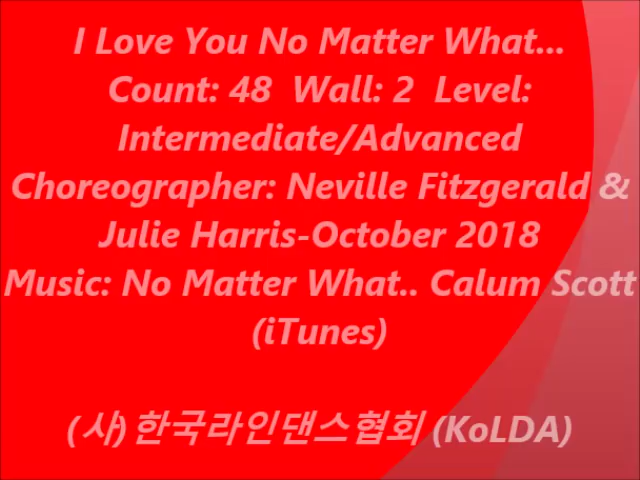 I Love You No Matter What...
Count: 48 Wall: 2 Level:
Intermediate/Advanced
Choreographer: Neville Fitzgerald &
Julie Harris-October 2018
Music: No Matter What.. Calum Scott
(iTunes)
(사)한국라인댄스협회 (KoLDA)